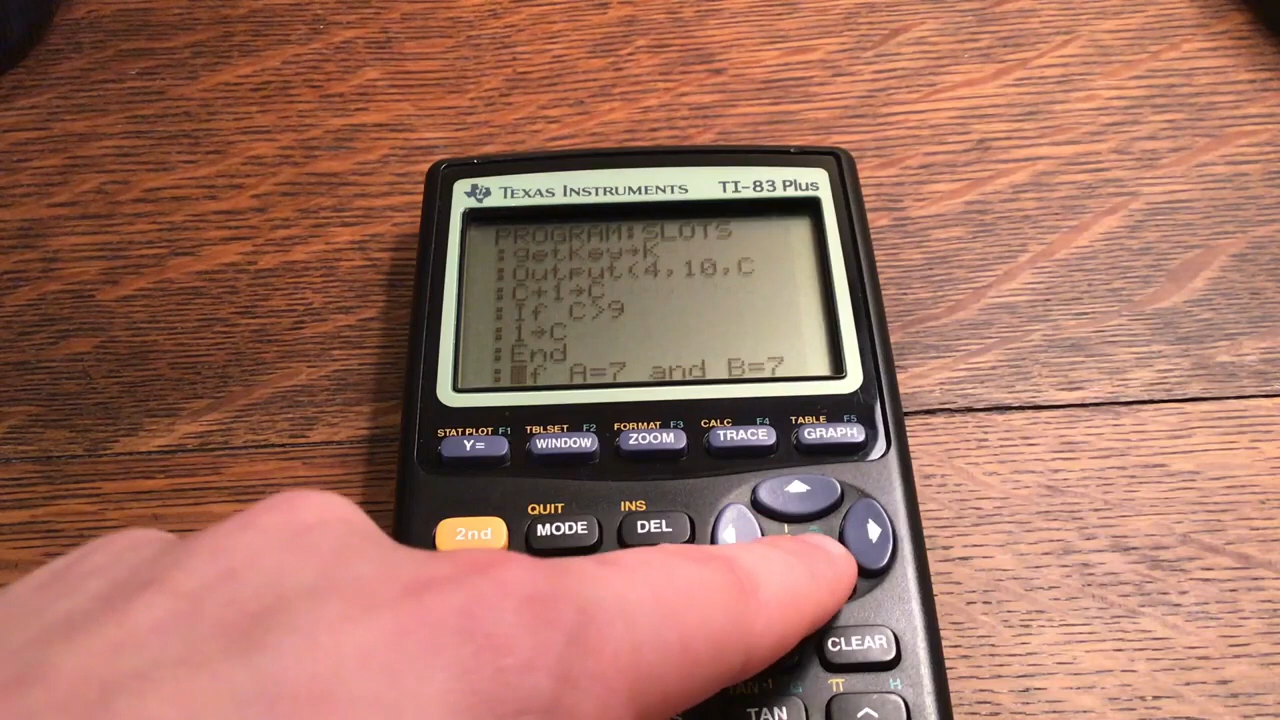 TEXAS INSTRUMENTS TI-83 Plus
PROGRAM:SLOTS
:getKey→K
:Output(4,10,C
:C+1→C
:If C>9
:1→C
:End
:If A=7 and B=7
STAT PLOT F1 TBLSET F2 FORMAT F3 CALC F4 TABLE F5
Y= WINDOW ZOOM TRACE GRAPH
QUIT INS
2nd MODE DEL
CLEAR
TAN-1 G π H
TAN ^